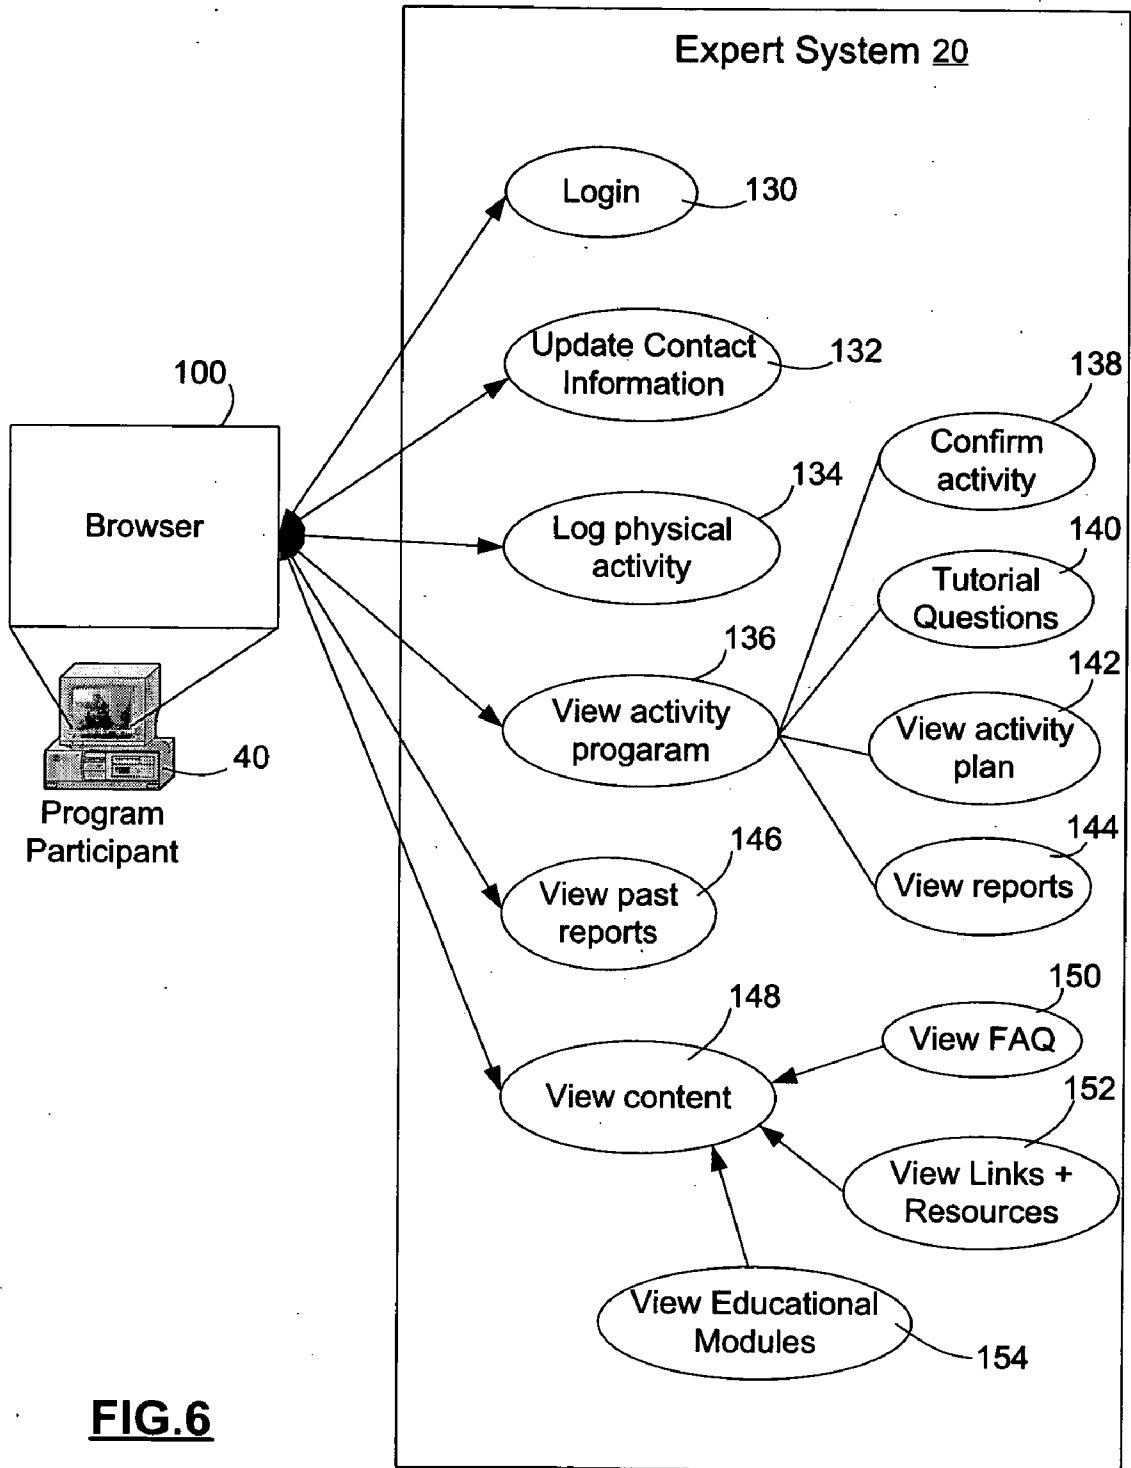 Expert System 20
Login
130
Update Contact
Information
132
100
Browser
138
Confirm
activity
134
Log physical
activity
140
Tutorial
Questions
136
View activity
progaram
142
View activity
plan
40
Program
Participant
146
View past
reports
144
View reports
148
View content
150
View FAQ
152
View Links +
Resources
View Educational
Modules
154
FIG.6